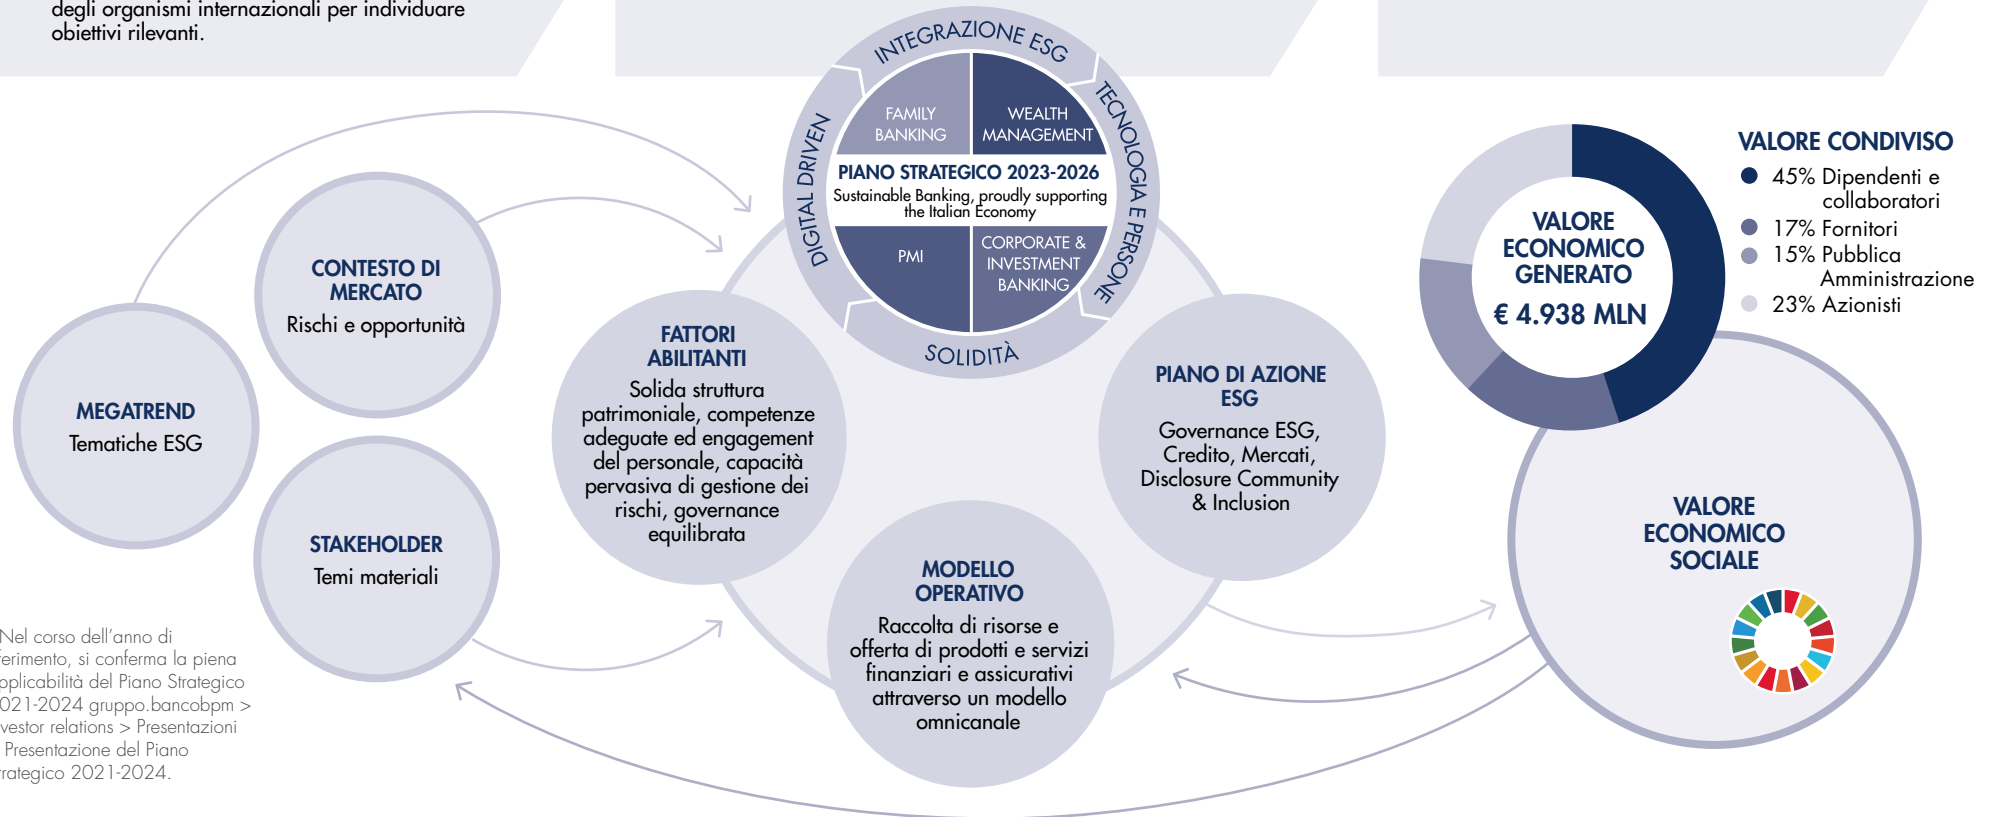 degli organismi internazionali per individuare
obiettivi rilevanti.
MEGATREND
Tematiche ESG
CONTESTO DI
MERCATO
Rischi e opportunità
STAKEHOLDER
Temi materiali
FATTORI
ABILITANTI
Solida struttura
patrimoniale, competenze
adeguate ed engagement
del personale, capacità
pervasiva di gestione dei
rischi, governance
equilibrata
INTEGRAZIONE ESG
TECNOLOGIA E PERSONE
SOLIDITÀ
DIGITAL DRIVEN
FAMILY
BANKING
WEALTH
MANAGEMENT
PIANO STRATEGICO 2023-2026
Sustainable Banking, proudly supporting
the Italian Economy
PMI
CORPORATE &
INVESTMENT
BANKING
MODELLO
OPERATIVO
Raccolta di risorse e
offerta di prodotti e servizi
finanziari e assicurativi
attraverso un modello
omnicanale
PIANO DI AZIONE
ESG
Governance ESG,
Credito, Mercati,
Disclosure Community
& Inclusion
VALORE
ECONOMICO
GENERATO
€ 4.938 MLN
VALORE CONDIVISO
45% Dipendenti e
collaboratori
17% Fornitori
15% Pubblica
Amministrazione
23% Azionisti
VALORE
ECONOMICO
SOCIALE
Nel corso dell'anno di
ferimento, si conferma la piena
pplicabilità del Piano Strategico
021-2024 gruppo.bancobpm >
vestor relations > Presentazioni
Presentazione del Piano
trategico 2021-2024.